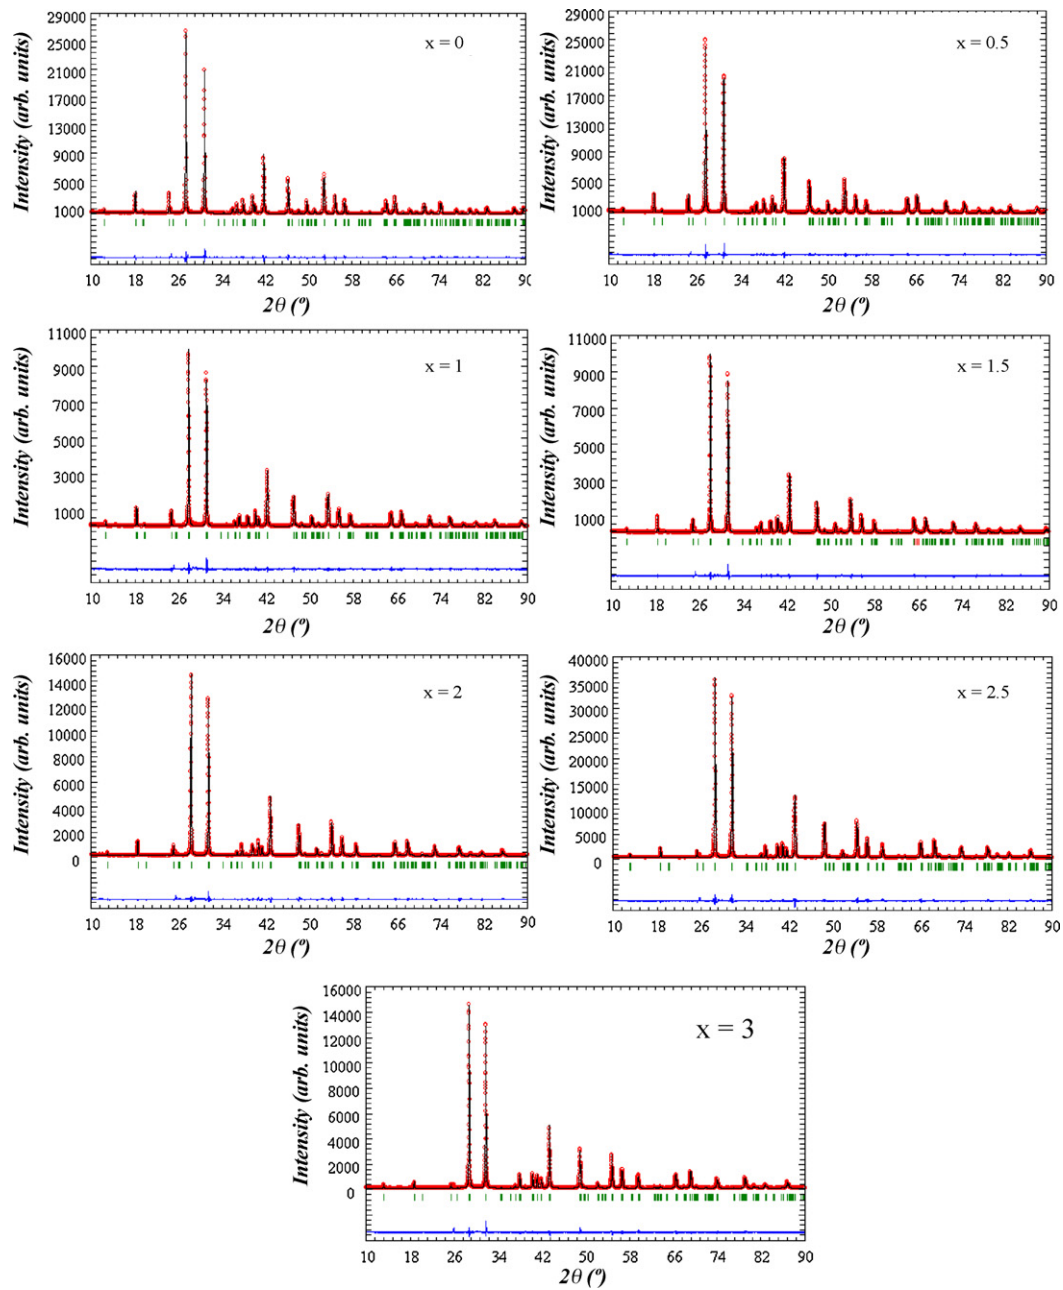 29000
25000
21000
17000
13000
9000
5000
1000
Intensity (arb. units)
x = 0
10 18 26 34 42 50 58 66 74 82 90
2θ (º)
29000
25000
21000
17000
13000
9000
5000
1000
Intensity (arb. units)
x = 0.5
10 18 26 34 42 50 58 66 74 82 90
2θ (º)
11000
9000
7000
5000
3000
1000
Intensity (arb. units)
x = 1
10 18 26 34 42 50 58 66 74 82 90
2θ (º)
11000
9000
7000
5000
3000
1000
Intensity (arb. units)
x = 1.5
10 18 26 34 42 50 58 66 74 82 90
2θ (º)
16000
14000
12000
10000
8000
6000
4000
2000
0
Intensity (arb. units)
x = 2
10 18 26 34 42 50 58 66 74 82 90
2θ (º)
40000
35000
30000
25000
20000
15000
10000
5000
0
Intensity (arb. units)
x = 2.5
10 18 26 34 42 50 58 66 74 82 90
2θ (º)
16000
14000
12000
10000
8000
6000
4000
2000
0
Intensity (arb. units)
x = 3
10 18 26 34 42 50 58 66 74 82 90
2θ (º)